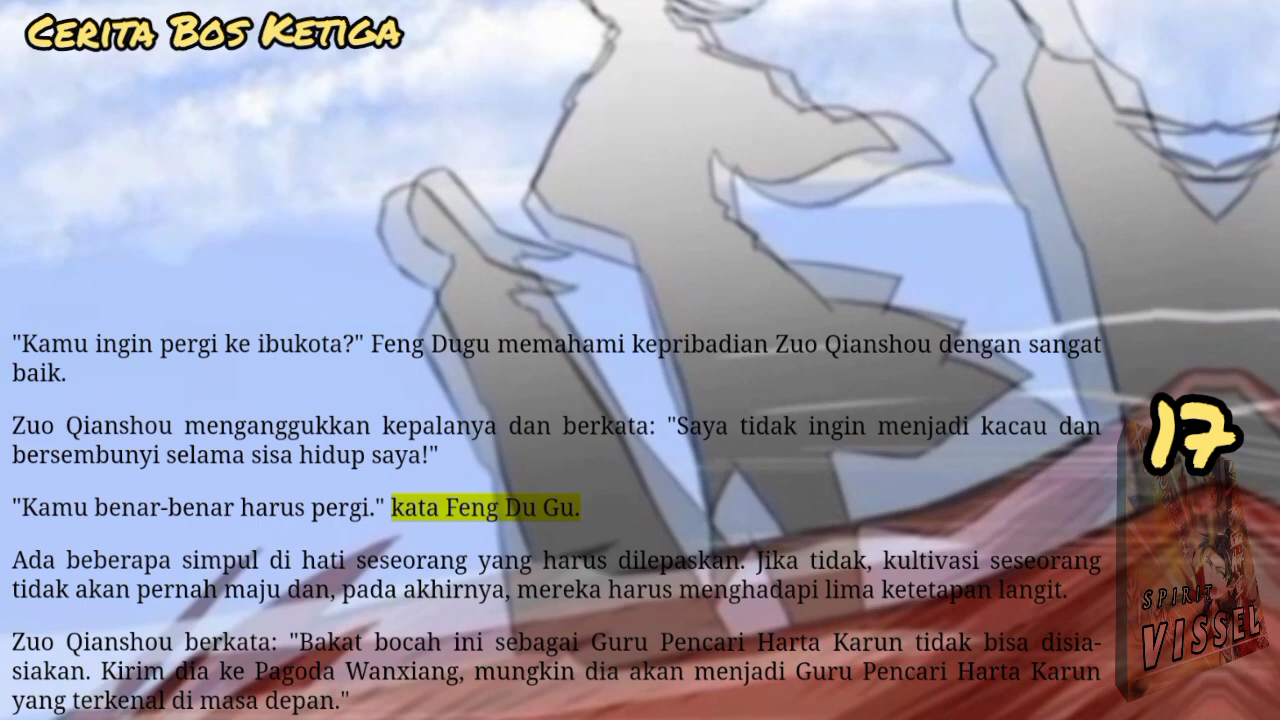 Cerita Bos Ketiga
"Kamu ingin pergi ke ibukota?" Feng Dugu memahami kepribadian Zuo Qianshou dengan sangat
baik.
Zuo Qianshou menganggukkan kepalanya dan berkata: "Saya tidak ingin menjadi kacau dan
bersembunyi selama sisa hidup saya!"
"Kamu benar-benar harus pergi." kata Feng Du Gu.
Ada beberapa simpul di hati seseorang yang harus dilepaskan. Jika tidak, kultivasi seseorang
tidak akan pernah maju dan, pada akhirnya, mereka harus menghadapi lima ketetapan langit.
Zuo Qianshou berkata: "Bakat bocah ini sebagai Guru Pencari Harta Karun tidak bisa disia-
siakan. Kirim dia ke Pagoda Wanxiang, mungkin dia akan menjadi Guru Pencari Harta Karun
yang terkenal di masa depan."
17
SPIRIT
VISSEL